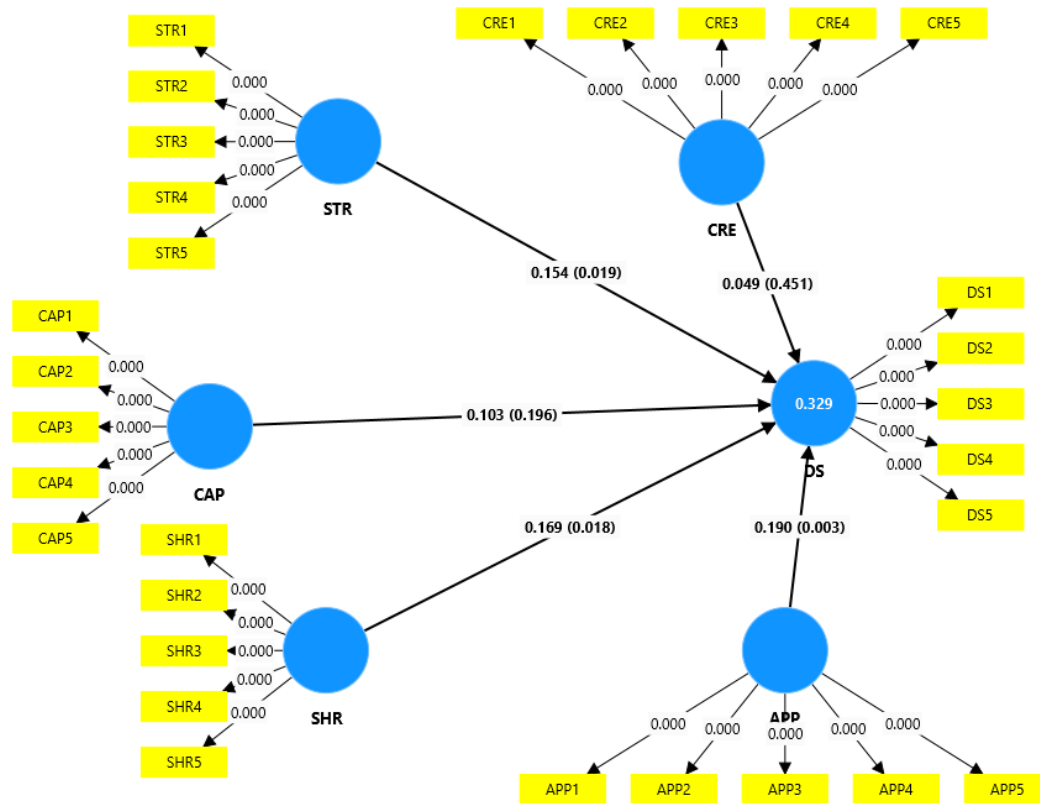 STR1
STR2
STR3
STR4
STR5
0.000
0.000
0.000
0.000
0.000
STR
CRE1
CRE2
CRE3
CRE4
CRE5
0.000
0.000
0.000
0.000
0.000
CRE
0.154 (0.019)
0.049 (0.451)
CAP1
CAP2
CAP3
CAP4
CAP5
0.000
0.000
0.000
0.000
0.000
CAP
0.103 (0.196)
0.329
DS
0.000
0.000
0.000
0.000
0.000
DS1
DS2
DS3
DS4
DS5
SHR1
SHR2
SHR3
SHR4
SHR5
0.000
0.000
0.000
0.000
0.000
SHR
0.169 (0.018)
0.190 (0.003)
APP
0.000
0.000
0.000
0.000
0.000
APP1
APP2
APP3
APP4
APP5